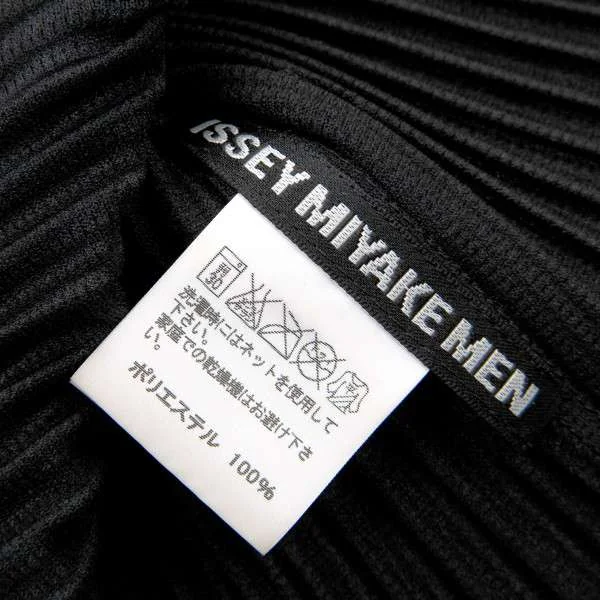 ISSEY MIYAKE MEN
弱
30
洗濯時にはネットを使用して
下さい。
家庭での乾燥機はお避け下さ
い。
ポリエステル 100%